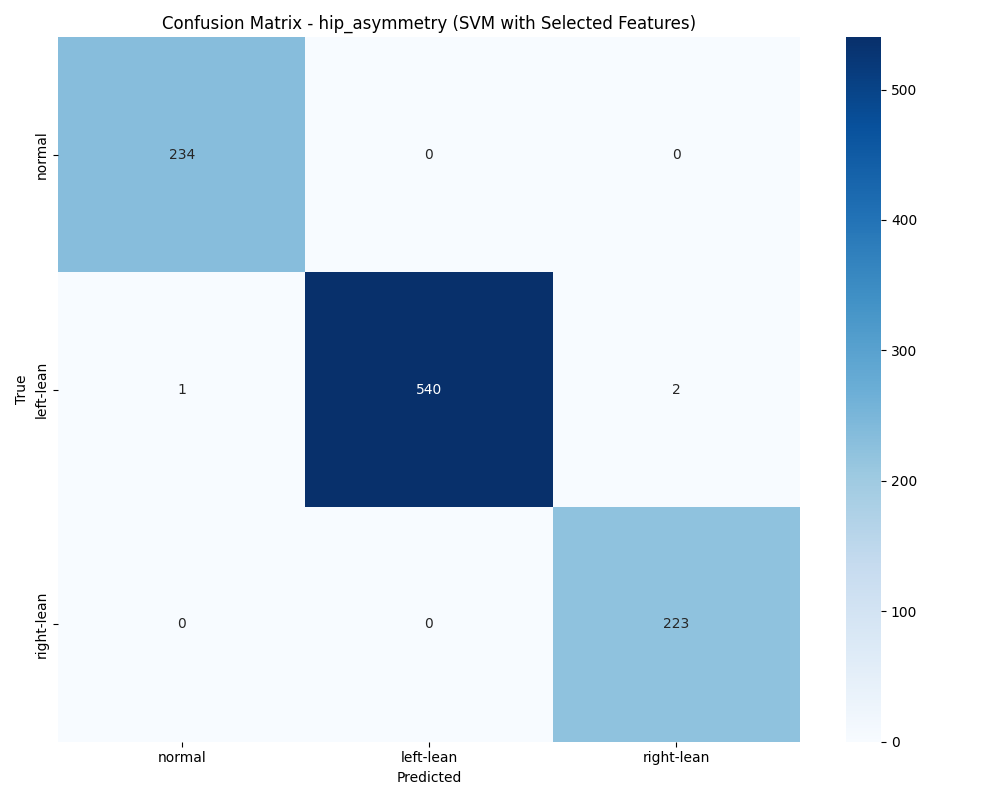 Confusion Matrix - hip_asymmetry (SVM with Selected Features)
normal
234
0
0
left-lean
1
540
2
right-lean
0
0
223
True
normal
left-lean
right-lean
Predicted
500
400
300
200
100
0